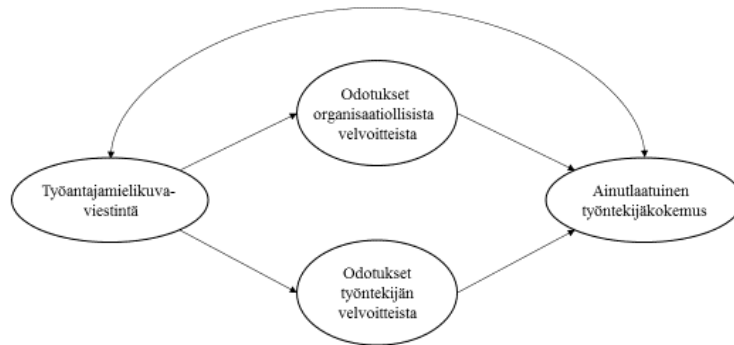 Odotukset
organisaatiollisista
velvoitteista
Työantajamielikuva-
viestintä
Ainutlaatuinen
työntekijäkokemus
Odotukset
työntekijän
velvoitteista